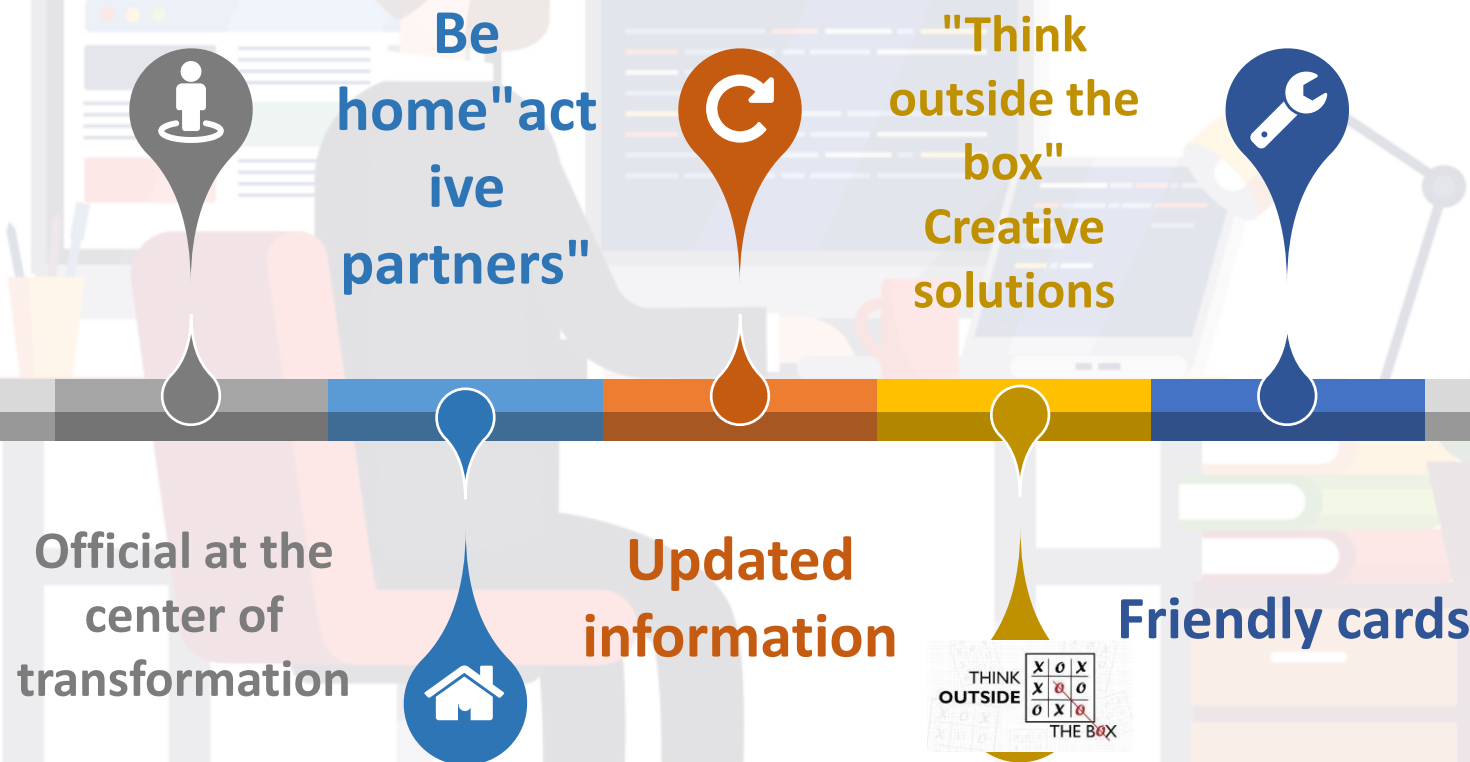 Be
home"act
ive
partners"
"Think
outside the
box"
Creative
solutions
Official at the
center of
transformation
Updated
information
Friendly cards
THINK
OUTSIDE
THE BOX
X O X
X O O
O X O